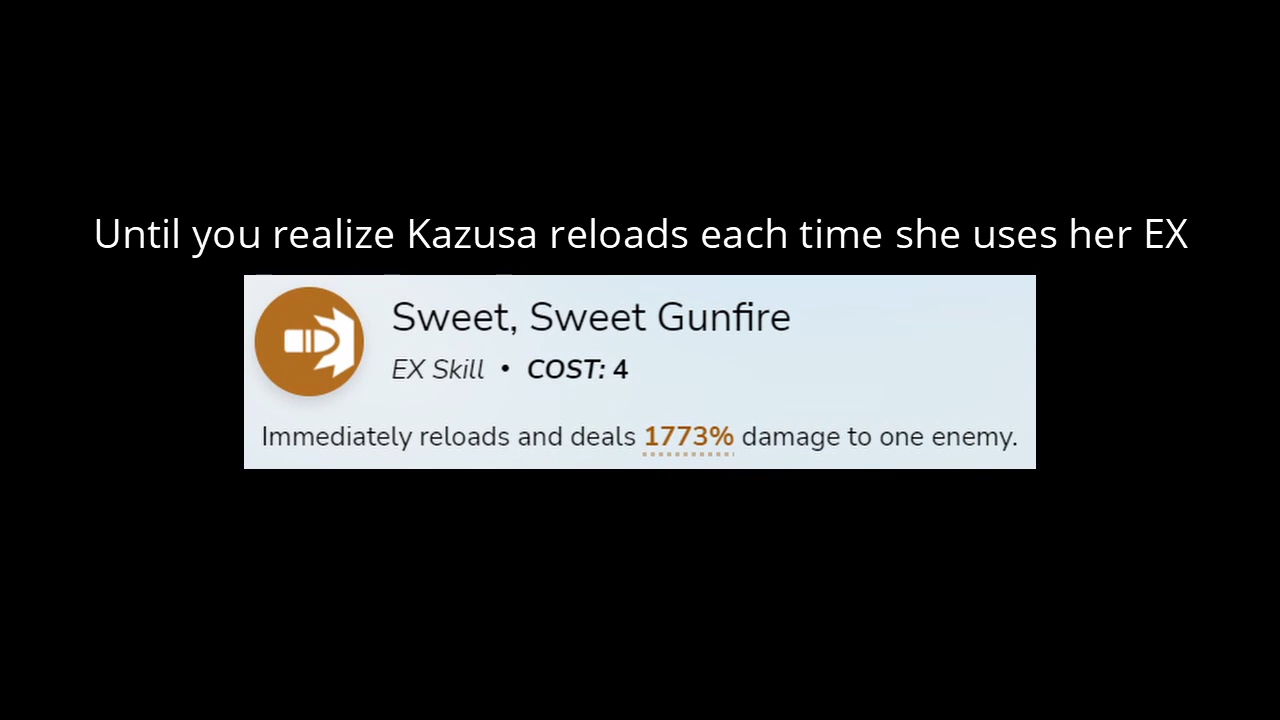 Until you realize Kazusa reloads each time she uses her EX
Sweet, Sweet Gunfire
EX Skill • COST: 4
Immediately reloads and deals 1773% damage to one enemy.